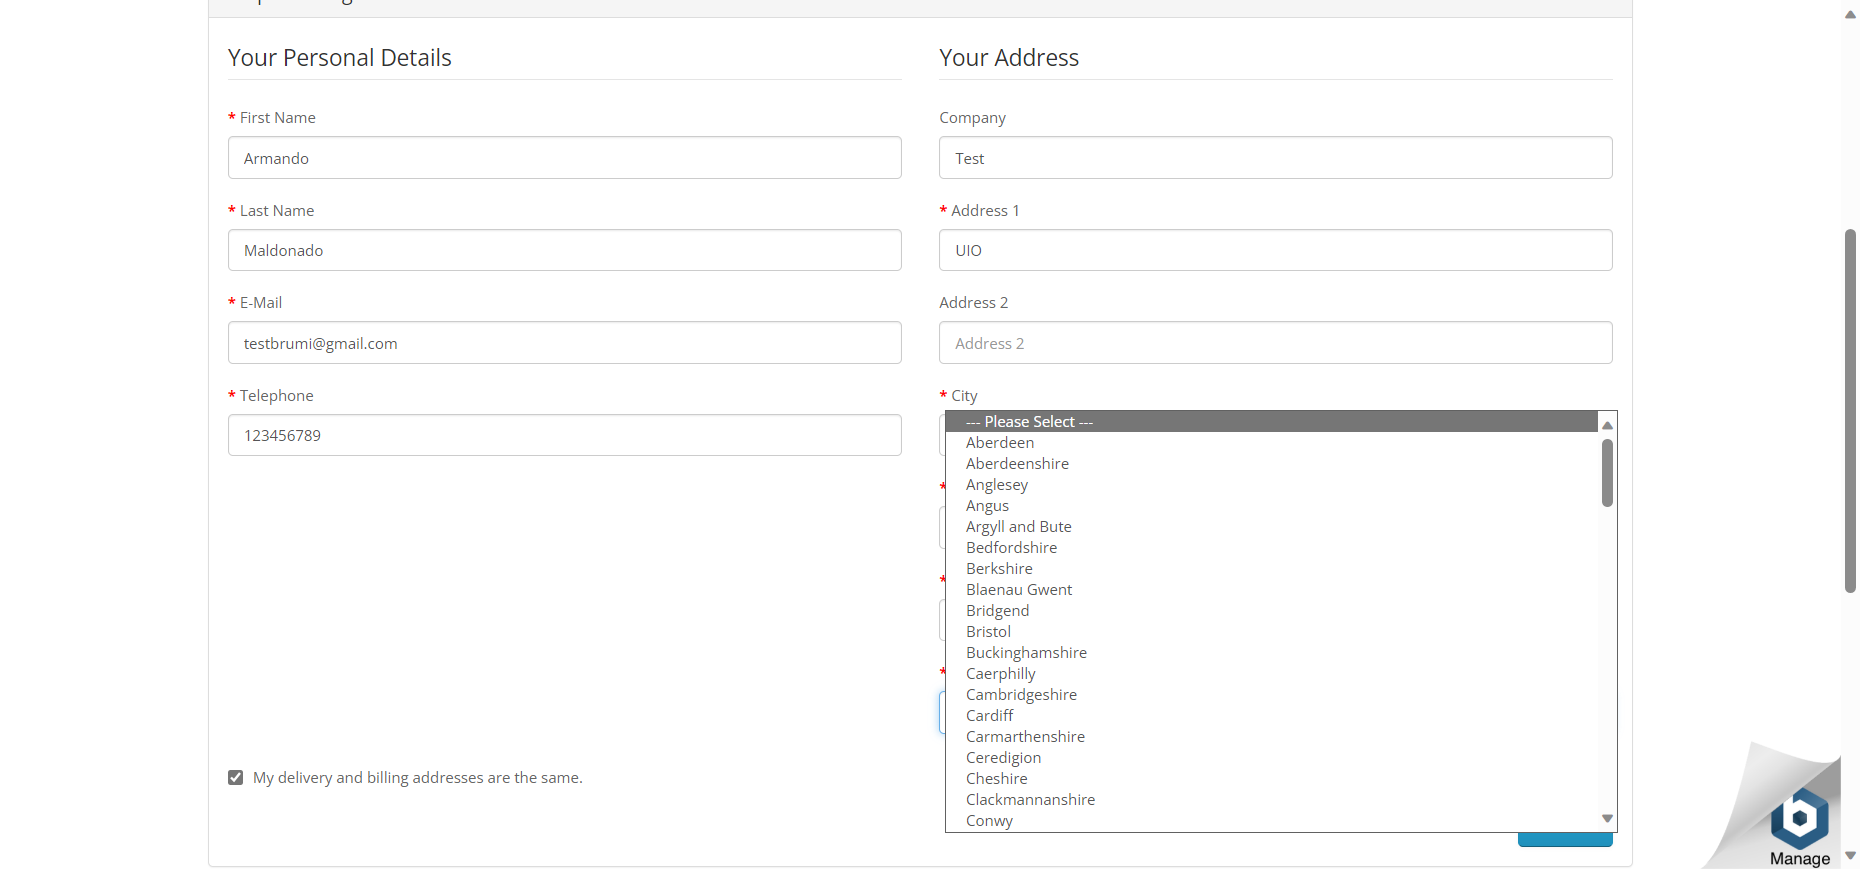 Your Personal Details
* First Name
Armando
* Last Name
Maldonado
* E-Mail
testbrumi@gmail.com
* Telephone
123456789
Your Address
Company
Test
* Address 1
UIO
Address 2
Address 2
* City
--- Please Select ---
Aberdeen
Aberdeenshire
Anglesey
Angus
Argyll and Bute
Bedfordshire
Berkshire
Blaenau Gwent
Bridgend
Bristol
Buckinghamshire
Caerphilly
Cambridgeshire
Cardiff
Carmarthenshire
Ceredigion
Cheshire
Clackmannanshire
Conwy
My delivery and billing addresses are the same.
Manage